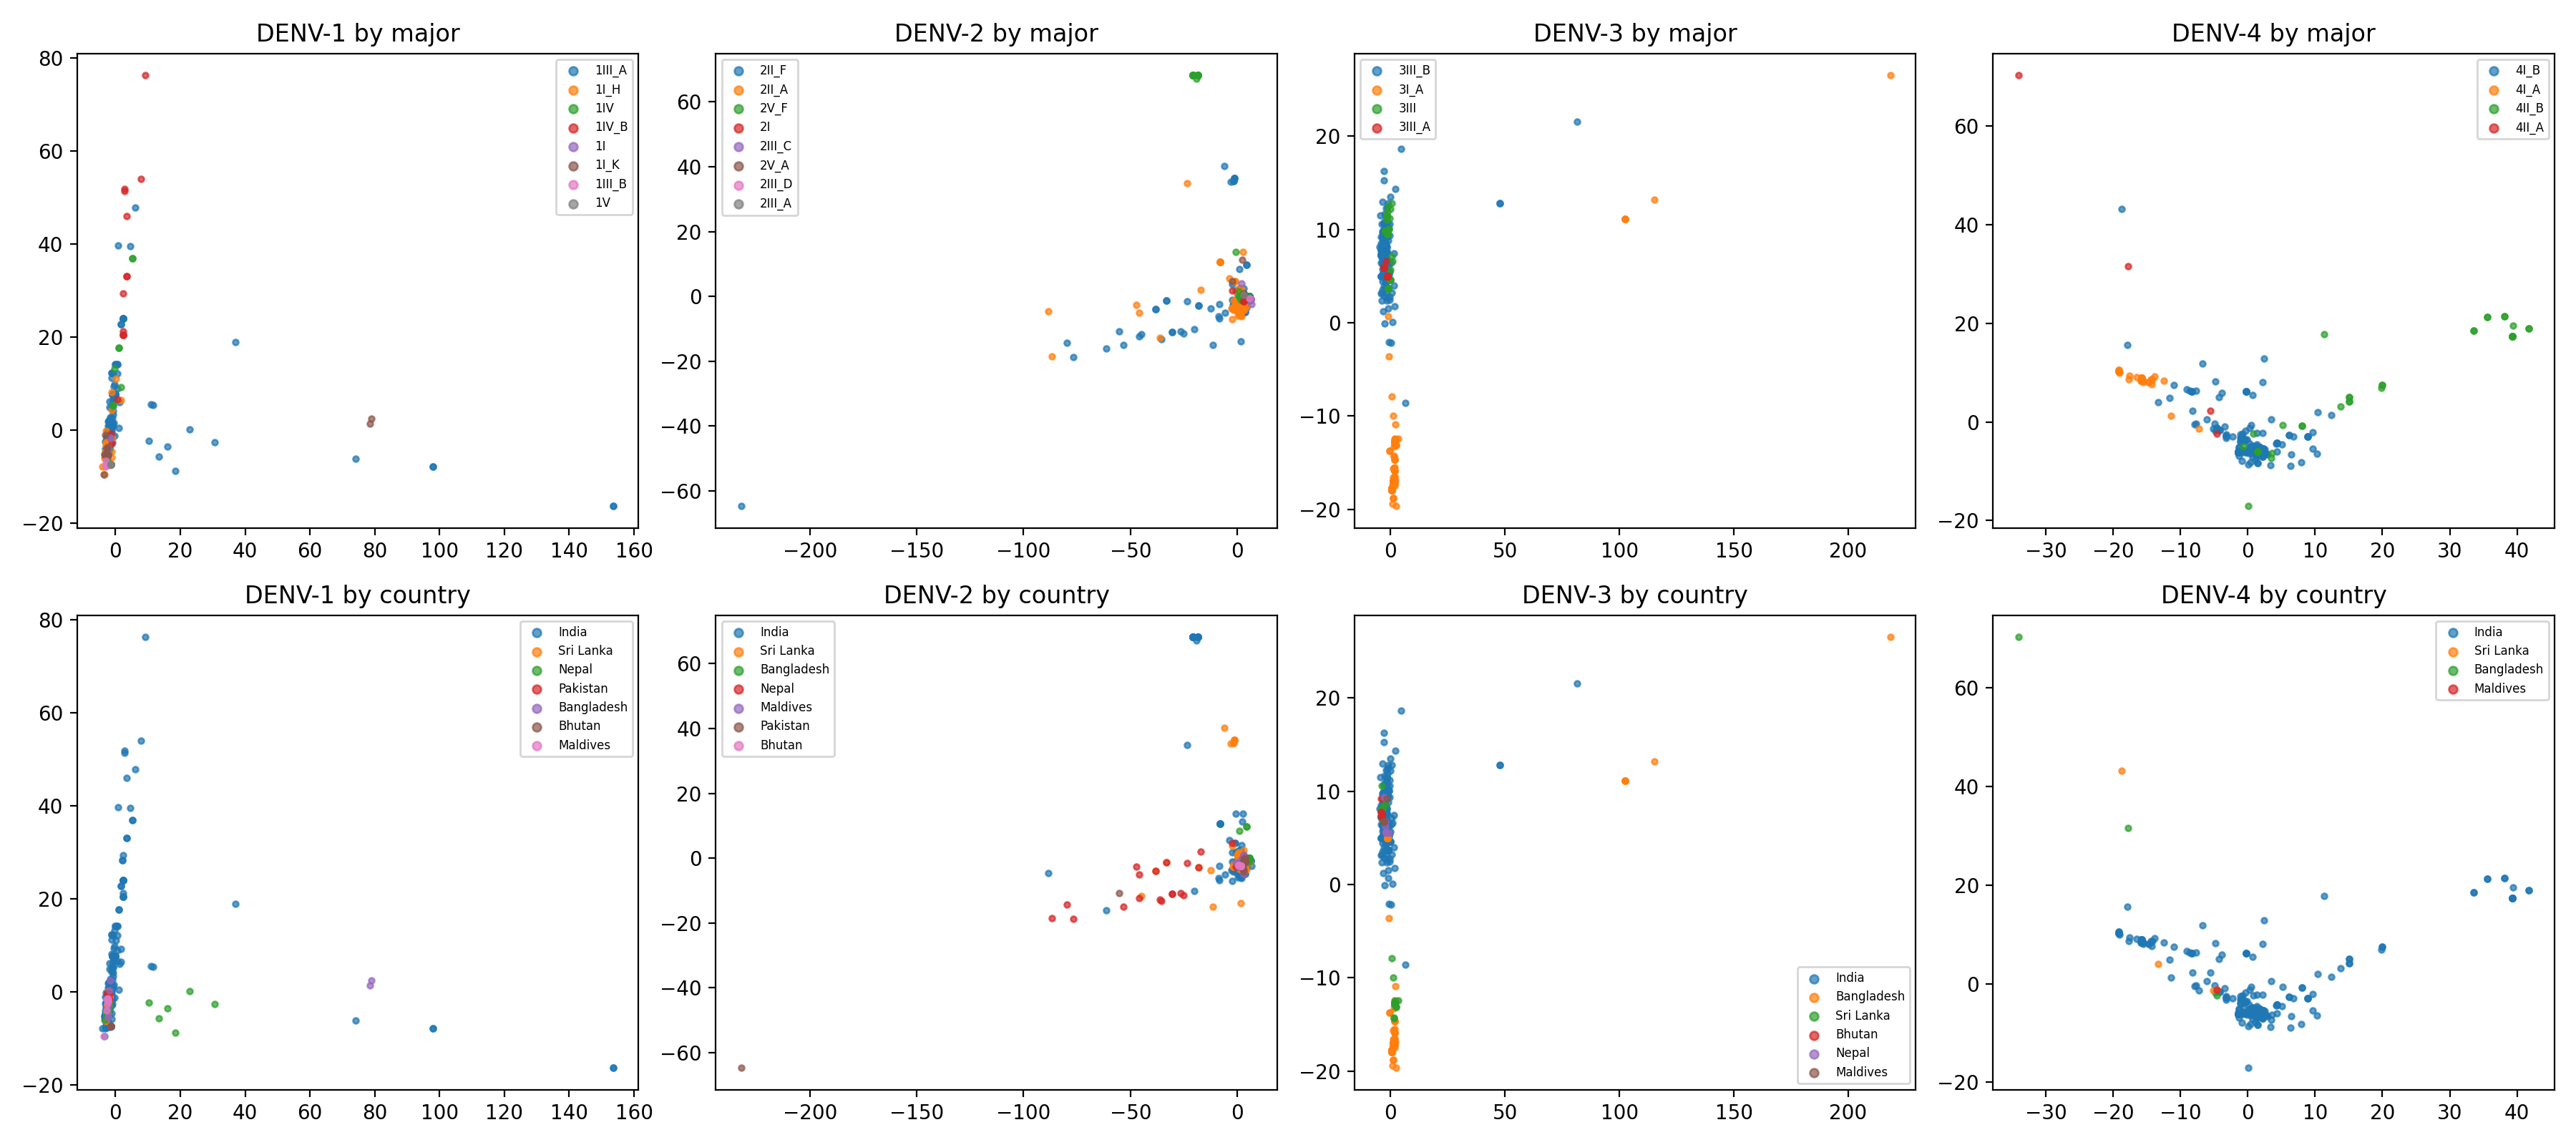 DENV-1 by major
80
60
40
20
0
−20
0 20 40 60 80 100 120 140 160
1III_A
1I_H
1IV
1IV_B
1I
1I_K
1III_B
1V
DENV-2 by major
60
40
20
0
−20
−40
−60
−200 −150 −100 −50 0
2II_F
2II_A
2V_F
2I
2III_C
2V_A
2III_D
2III_A
DENV-3 by major
20
10
0
−10
−20
0 50 100 150 200
3III_B
3I_A
3III
3III_A
DENV-4 by major
60
40
20
0
−20
−30 −20 −10 0 10 20 30 40
4I_B
4I_A
4II_B
4II_A
DENV-1 by country
80
60
40
20
0
−20
0 20 40 60 80 100 120 140 160
India
Sri Lanka
Nepal
Pakistan
Bangladesh
Bhutan
Maldives
DENV-2 by country
60
40
20
0
−20
−40
−60
−200 −150 −100 −50 0
India
Sri Lanka
Bangladesh
Nepal
Maldives
Pakistan
Bhutan
DENV-3 by country
20
10
0
−10
−20
0 50 100 150 200
India
Bangladesh
Sri Lanka
Bhutan
Nepal
Maldives
DENV-4 by country
60
40
20
0
−20
−30 −20 −10 0 10 20 30 40
India
Sri Lanka
Bangladesh
Maldives